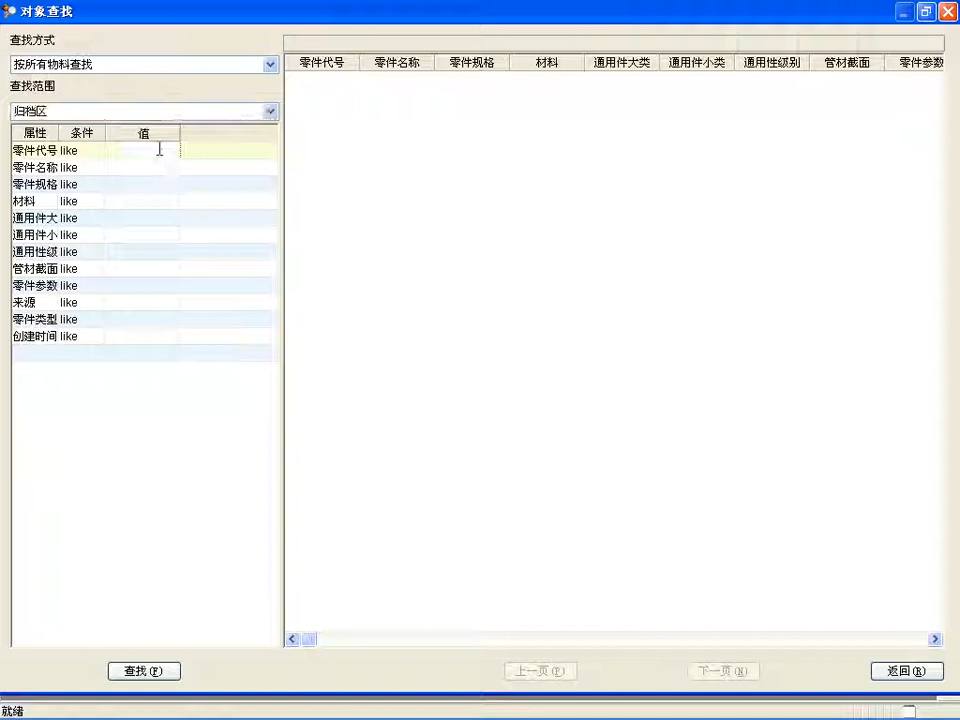 对象查找
查找方式
按所有物料查找
查找范围
归档区
属性 条件 值
零件代号 like
零件名称 like
零件规格 like
材料 like
通用件大 like
通用件小 like
通用性级 like
管材截面 like
零件参数 like
来源 like
零件类型 like
创建时间 like
零件代号 零件名称 零件规格 材料 通用件大类 通用件小类 通用性级别 管材截面 零件参数
查找(F) 上一页(P) 下一页(N) 返回(R)
就绪